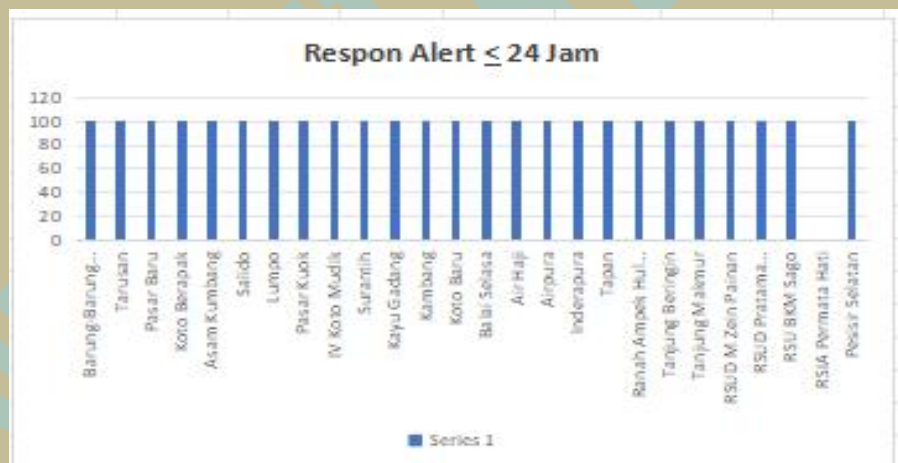 Respon Alert ≤ 24 Jam
120
100
80
60
40
20
0
Barung-Barung...
Tarusan
Pasar Baru
Koto Berapak
Asam Kumbang
Salido
Lumpo
Pasar Kuok
IV Koto Mudik
Surantih
Kayu Gadang
Kambang
Koto Baru
Balai Selasa
Air Haji
Airpura
Inderapura
Tapan
Ranah Ampek Hul...
Tanjung Beringin
Tanjung Makmur
RSUD M Zein Painan
RSUD Pratama...
RSU BKM Sago
RSIA Permata Hati
Pesisir Selatan
Series 1